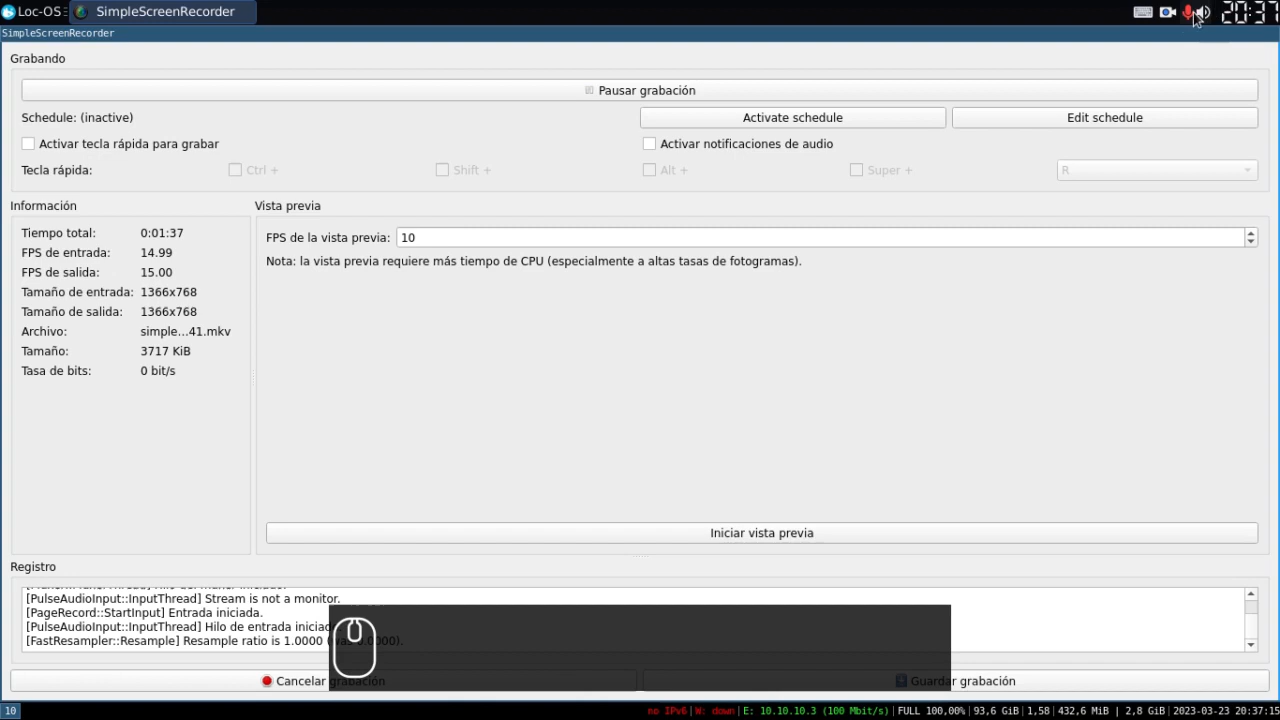 Loc-OS SimpleScreenRecorder 20:37
SimpleScreenRecorder
Grabando
Pausar grabación
Schedule: (inactive) Activate schedule Edit schedule
Activar tecla rápida para grabar Activar notificaciones de audio
Tecla rápida: Ctrl + Shift + Alt + Super + R
Información Vista previa
Tiempo total: 0:01:37
FPS de entrada: 14.99
FPS de salida: 15.00
Tamaño de entrada: 1366x768
Tamaño de salida: 1366x768
Archivo: simple...41.mkv
Tamaño: 3717 KiB
Tasa de bits: 0 bit/s
FPS de la vista previa: 10
Nota: la vista previa requiere más tiempo de CPU (especialmente a altas tasas de fotogramas).
Iniciar vista previa
Registro
[PulseAudioInput::InputThread] Stream is not a monitor.
[PageRecord::StartInput] Entrada iniciada.
[PulseAudioInput::InputThread] Hilo de entrada iniciado.
[FastResampler::Resample] Resample ratio is 1.0000 (was 0.0000).
Cancelar grabación Guardar grabación
10 no IPv6|W: down|E: 10.10.10.3 (100 Mbit/s)|FULL 100,00%|93,6 GiB|1,58|432,6 MiB | 2,8 GiB|2023-03-23 20:37:15